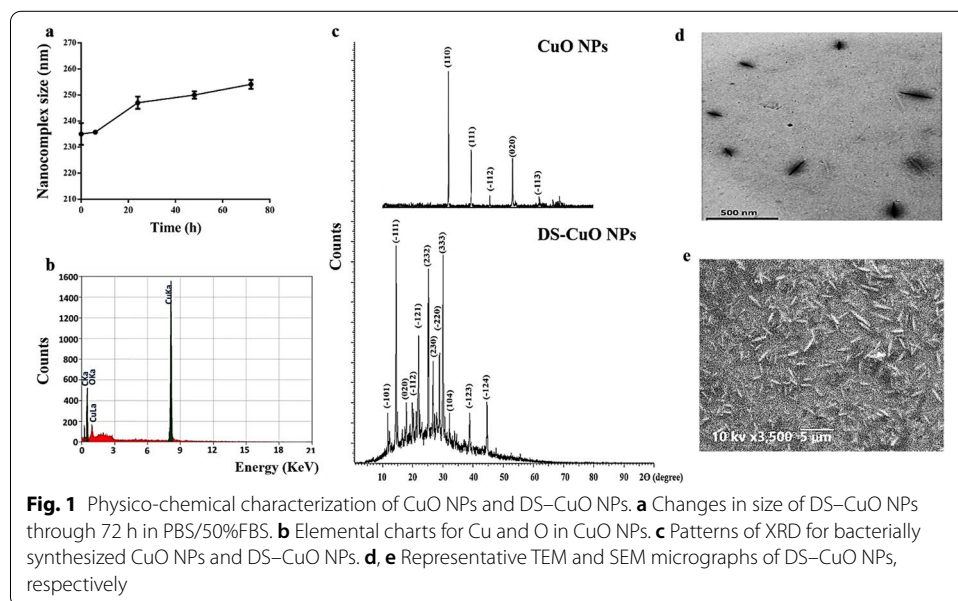 a
Nanocomplex size (nm)
270
260
250
240
230
220
210
0 20 40 60 80
Time (h)
b
Counts
1600
1400
1200
1000
800
600
400
200
0
CKa
OKa
CuLa
CuKa
0 3 6 9 12 15 18 21
Energy (KeV)
c
CuO NPs
(110)
(111)
(-112)
(020)
(-113)
Counts
DS-CuO NPs
(-101)
(-111)
(020)
(-112)
(-121)
(232)
(230)
(-220)
(333)
(104)
(-123)
(-124)
10 20 30 40 50 60 70 80 90 2Θ (degree)
d
500 nm
e
10 kv x3,500 5 μm
Fig. 1 Physico-chemical characterization of CuO NPs and DS–CuO NPs. a Changes in size of DS–CuO NPs
through 72 h in PBS/50%FBS. b Elemental charts for Cu and O in CuO NPs. c Patterns of XRD for bacterially
synthesized CuO NPs and DS–CuO NPs. d, e Representative TEM and SEM micrographs of DS–CuO NPs,
respectively